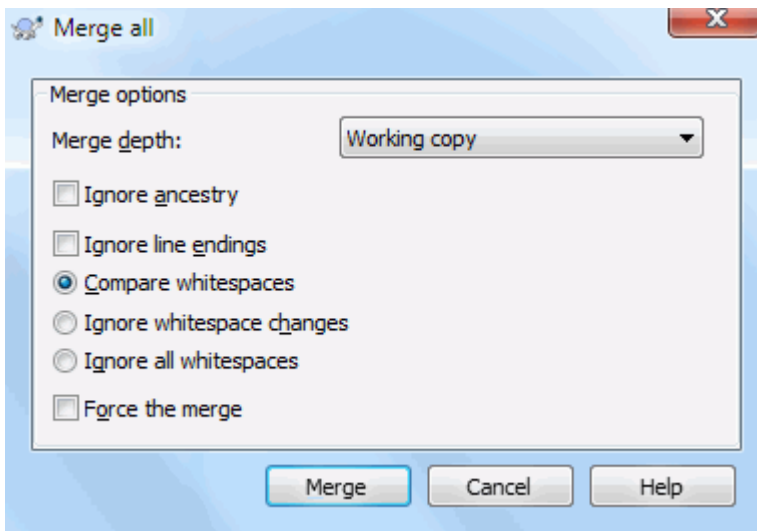 Merge all
Merge options
Merge depth: Working copy
Ignore ancestry
Ignore line endings
Compare whitespaces
Ignore whitespace changes
Ignore all whitespaces
Force the merge
Merge Cancel Help